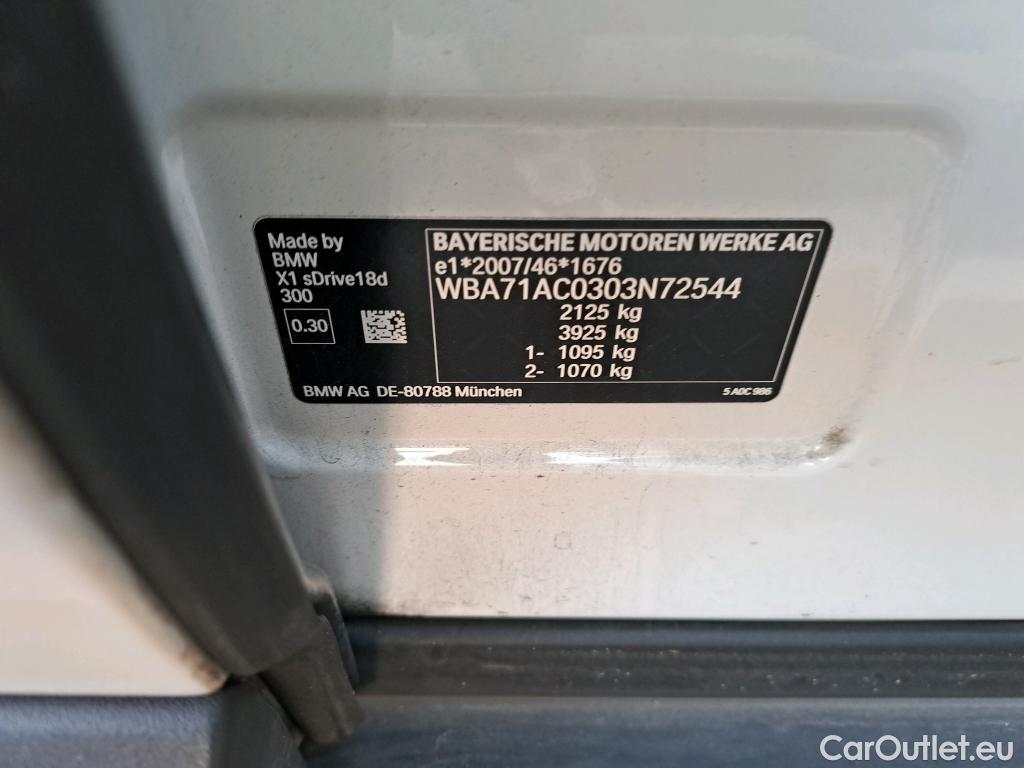 Made by
BMW
X1 sDrive18d
300
0.30
BAYERISCHE MOTOREN WERKE AG
e1*2007/46*1676
WBA71AC0303N72544
2125 kg
3925 kg
1- 1095 kg
2- 1070 kg
BMW AG DE-80788 München
5 A0C 986
CarOutlet.eu